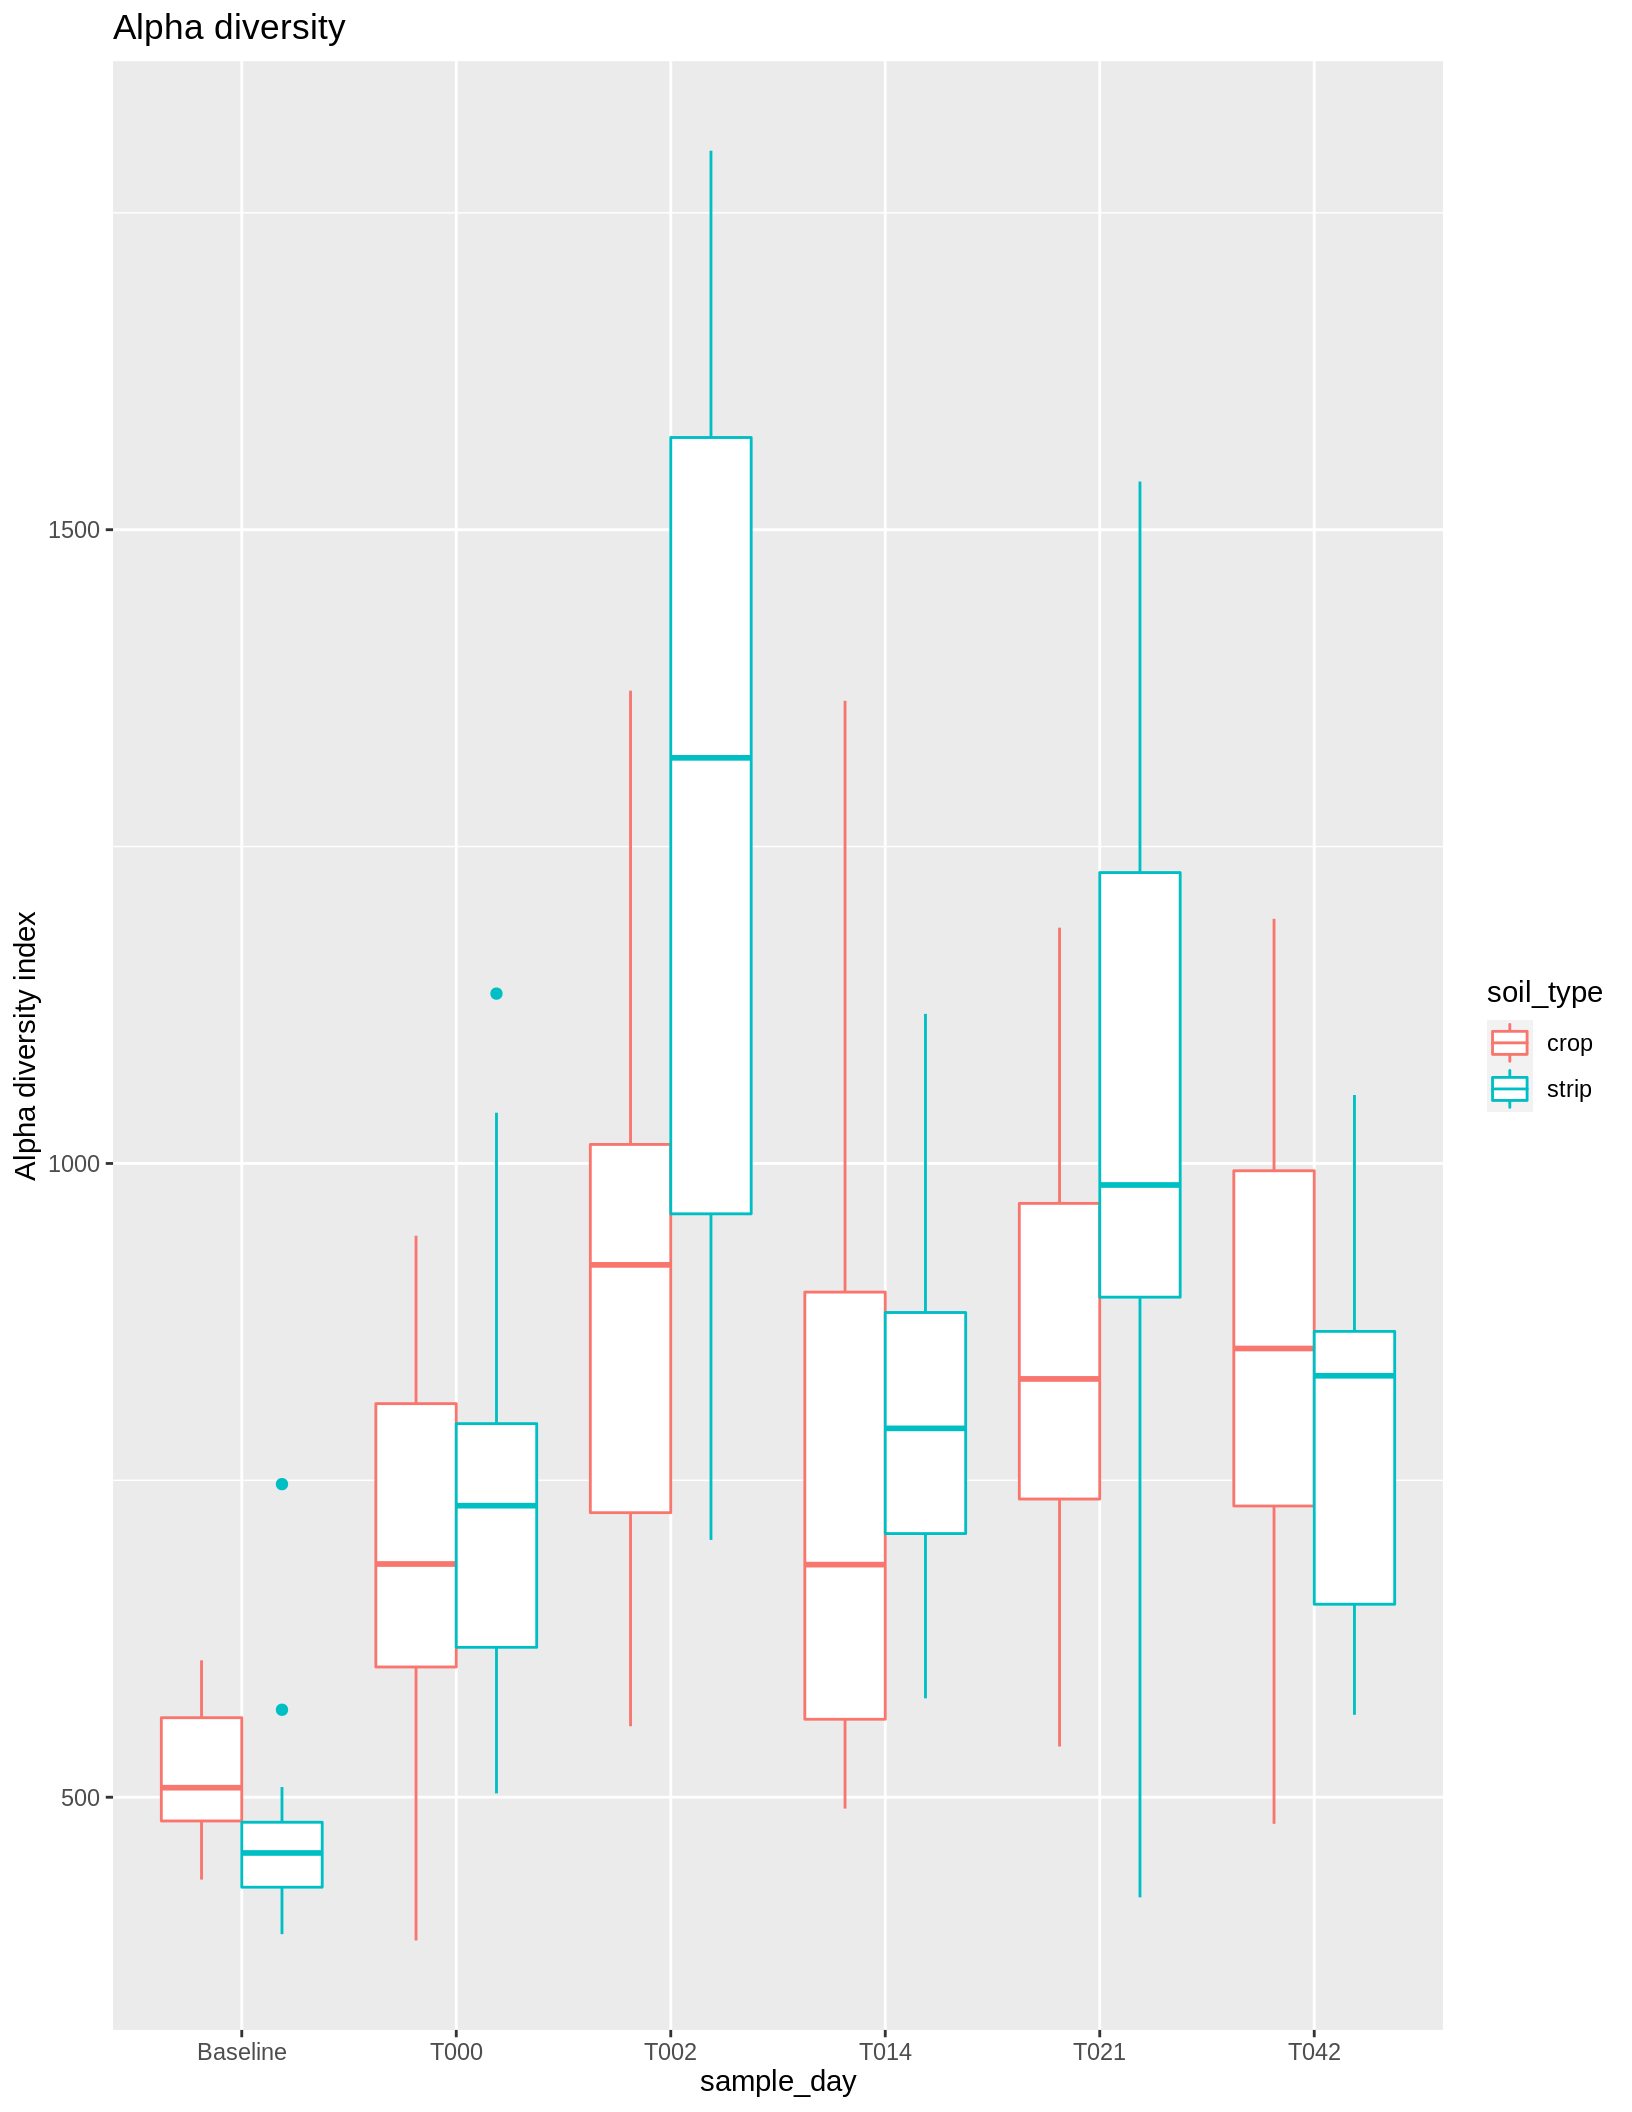 Alpha diversity
Alpha diversity index
1500
1000
500
Baseline
T000
T002
T014
T021
T042
sample_day
soil_type
crop
strip